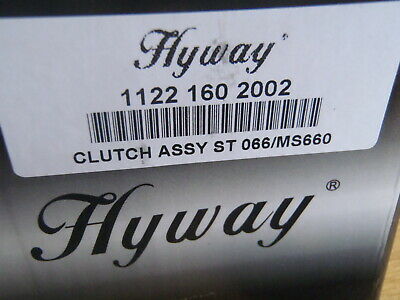 Hyway
1122 160 2002
CLUTCH ASSY ST 066/MS660
Hyway ®